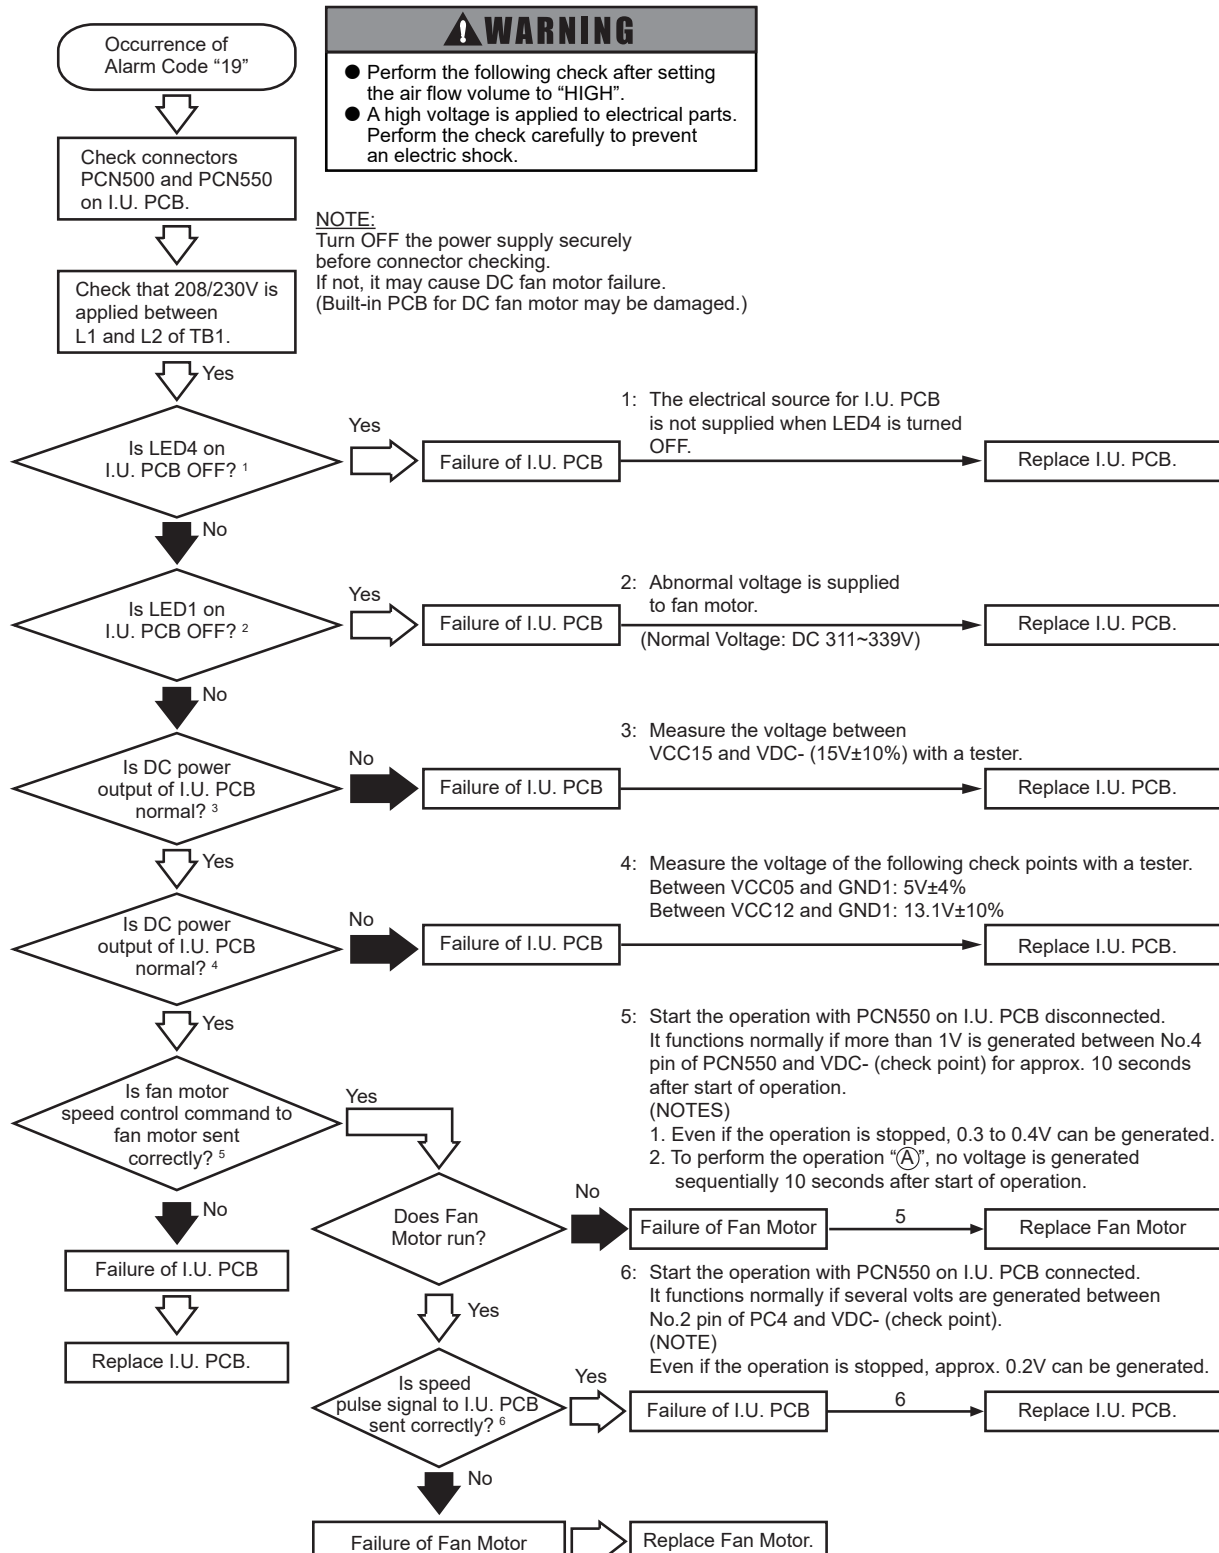 Occurrence of
Alarm Code “19”
WARNING
● Perform the following check after setting
the air flow volume to “HIGH”.
● A high voltage is applied to electrical parts.
Perform the check carefully to prevent
an electric shock.
Check connectors
PCN500 and PCN550
on I.U. PCB.
NOTE:
Turn OFF the power supply securely
before connector checking.
If not, it may cause DC fan motor failure.
(Built-in PCB for DC fan motor may be damaged.)
Check that 208/230V is
applied between
L1 and L2 of TB1.
Yes
Is LED4 on
I.U. PCB OFF? 1
Yes
Failure of I.U. PCB
1: The electrical source for I.U. PCB
is not supplied when LED4 is turned
OFF.
Replace I.U. PCB.
No
Is LED1 on
I.U. PCB OFF? 2
Yes
Failure of I.U. PCB
2: Abnormal voltage is supplied
to fan motor.
(Normal Voltage: DC 311~339V)
Replace I.U. PCB.
No
Is DC power
output of I.U. PCB
normal? 3
No
Failure of I.U. PCB
3: Measure the voltage between
VCC15 and VDC- (15V±10%) with a tester.
Replace I.U. PCB.
Yes
Is DC power
output of I.U. PCB
normal? 4
No
Failure of I.U. PCB
4: Measure the voltage of the following check points with a tester.
Between VCC05 and GND1: 5V±4%
Between VCC12 and GND1: 13.1V±10%
Replace I.U. PCB.
Yes
Is fan motor
speed control command to
fan motor sent
correctly? 5
Yes
5: Start the operation with PCN550 on I.U. PCB disconnected.
It functions normally if more than 1V is generated between No.4
pin of PCN550 and VDC- (check point) for approx. 10 seconds
after start of operation.
(NOTES)
1. Even if the operation is stopped, 0.3 to 0.4V can be generated.
2. To perform the operation “Ⓐ”, no voltage is generated
sequentially 10 seconds after start of operation.
No
Failure of I.U. PCB
Replace I.U. PCB.
Does Fan
Motor run?
No
Failure of Fan Motor
5
Replace Fan Motor
6: Start the operation with PCN550 on I.U. PCB connected.
It functions normally if several volts are generated between
No.2 pin of PC4 and VDC- (check point).
(NOTE)
Even if the operation is stopped, approx. 0.2V can be generated.
Yes
Is speed
pulse signal to I.U. PCB
sent correctly? 6
Yes
Failure of I.U. PCB
6
Replace I.U. PCB.
No
Failure of Fan Motor
Replace Fan Motor.